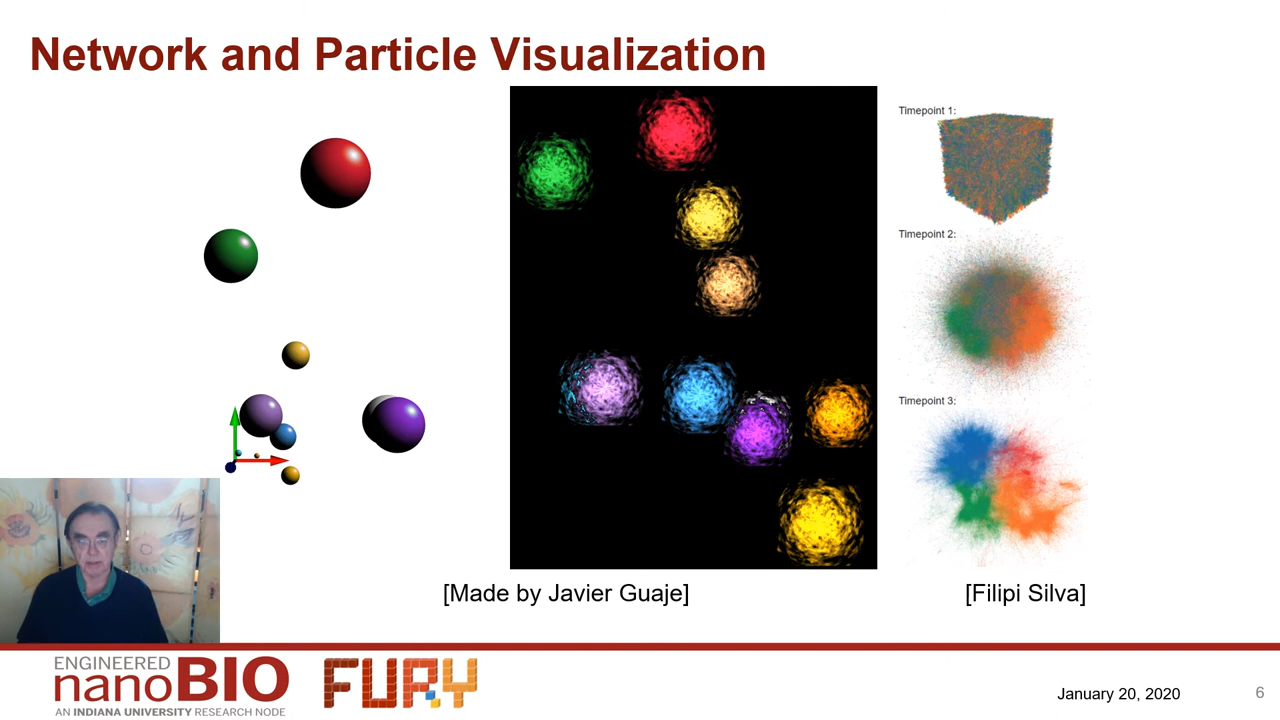 Network and Particle Visualization
Timepoint 1:
Timepoint 2:
Timepoint 3:
[Made by Javier Guaje]
[Filipi Silva]
ENGINEERED
nanoBIO
AN INDIANA UNIVERSITY RESEARCH NODE
FURY
January 20, 2020
6